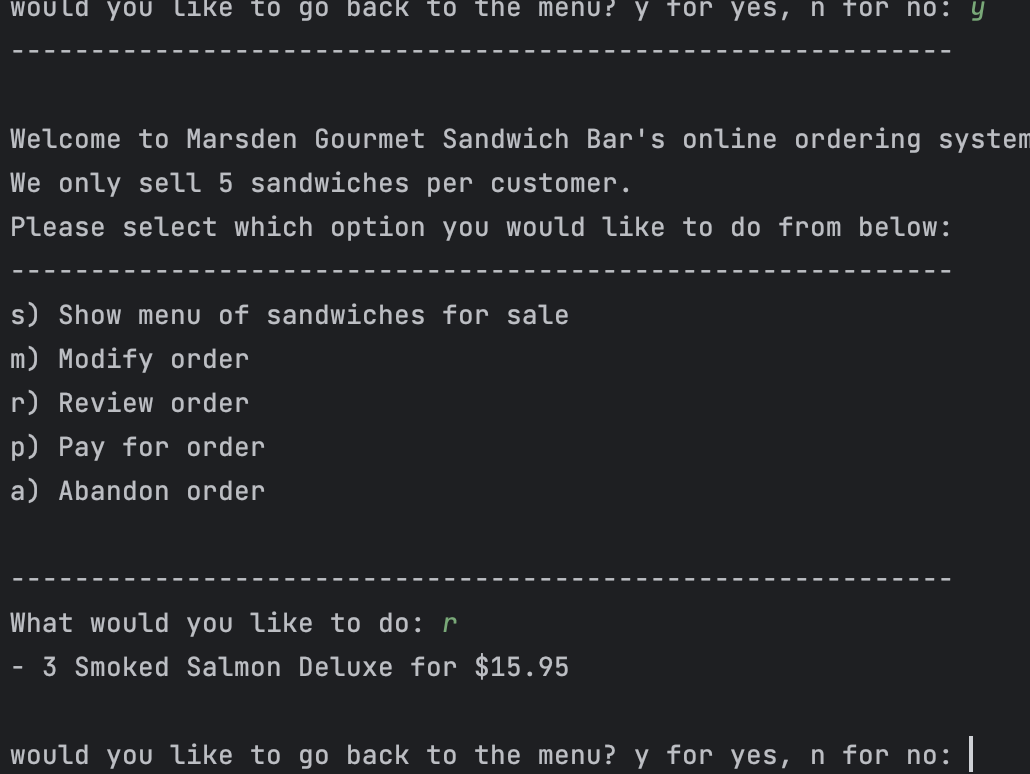 would you like to go back to the menu? y for yes, n for no: y
-----------------------------------------------------------
Welcome to Marsden Gourmet Sandwich Bar's online ordering system
We only sell 5 sandwiches per customer.
Please select which option you would like to do from below:
-----------------------------------------------------------
s) Show menu of sandwiches for sale
m) Modify order
r) Review order
p) Pay for order
a) Abandon order
-----------------------------------------------------------
What would you like to do: r
- 3 Smoked Salmon Deluxe for $15.95
would you like to go back to the menu? y for yes, n for no: